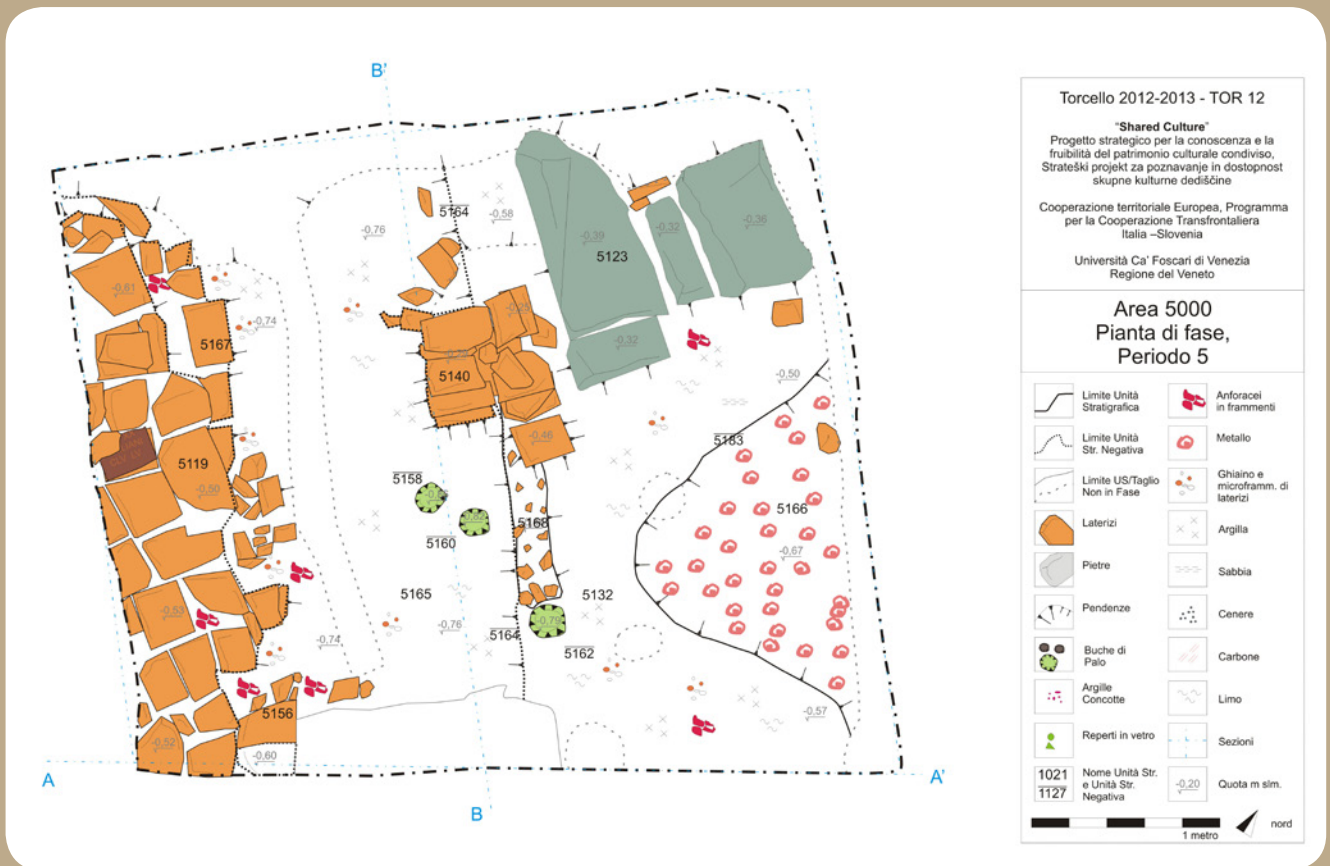 B'
5164
-0,58
-0,76
-0,39
5123
-0,32
-0,36
-0,61
-0,74
5167
-0,25
-0,32
5140
-0,50
-0,46
5183
5119
-0,50
5158
5160
5168
5166
-0,67
5165
5132
-0,53
-0,76
-0,79
5164
5162
-0,74
5156
-0,57
-0,52
-0,60
A
A'
B
Torcello 2012-2013 - TOR 12
"Shared Culture"
Progetto strategico per la conoscenza e la
fruibilità del patrimonio culturale condiviso,
Strateški projekt za poznavanje in dostopnost
skupne kulturne dediščine
Cooperazione territoriale Europea, Programma
per la Cooperazione Transfrontaliera
Italia –Slovenia
Università Ca' Foscari di Venezia
Regione del Veneto
Area 5000
Pianta di fase,
Periodo 5
Limite Unità
Stratigrafica
Anforacei
in frammenti
Limite Unità
Str. Negativa
Metallo
Limite US/Taglio
Non in Fase
Ghiaino e
microframm. di
laterizi
Laterizi
Argilla
Pietre
Sabbia
Pendenze
Cenere
Buche di
Palo
Carbone
Argille
Concotte
Limo
Reperti in vetro
Sezioni
1021
1127
Nome Unità Str.
e Unità Str.
Negativa
-0,20
Quota m slm.
1 metro
nord